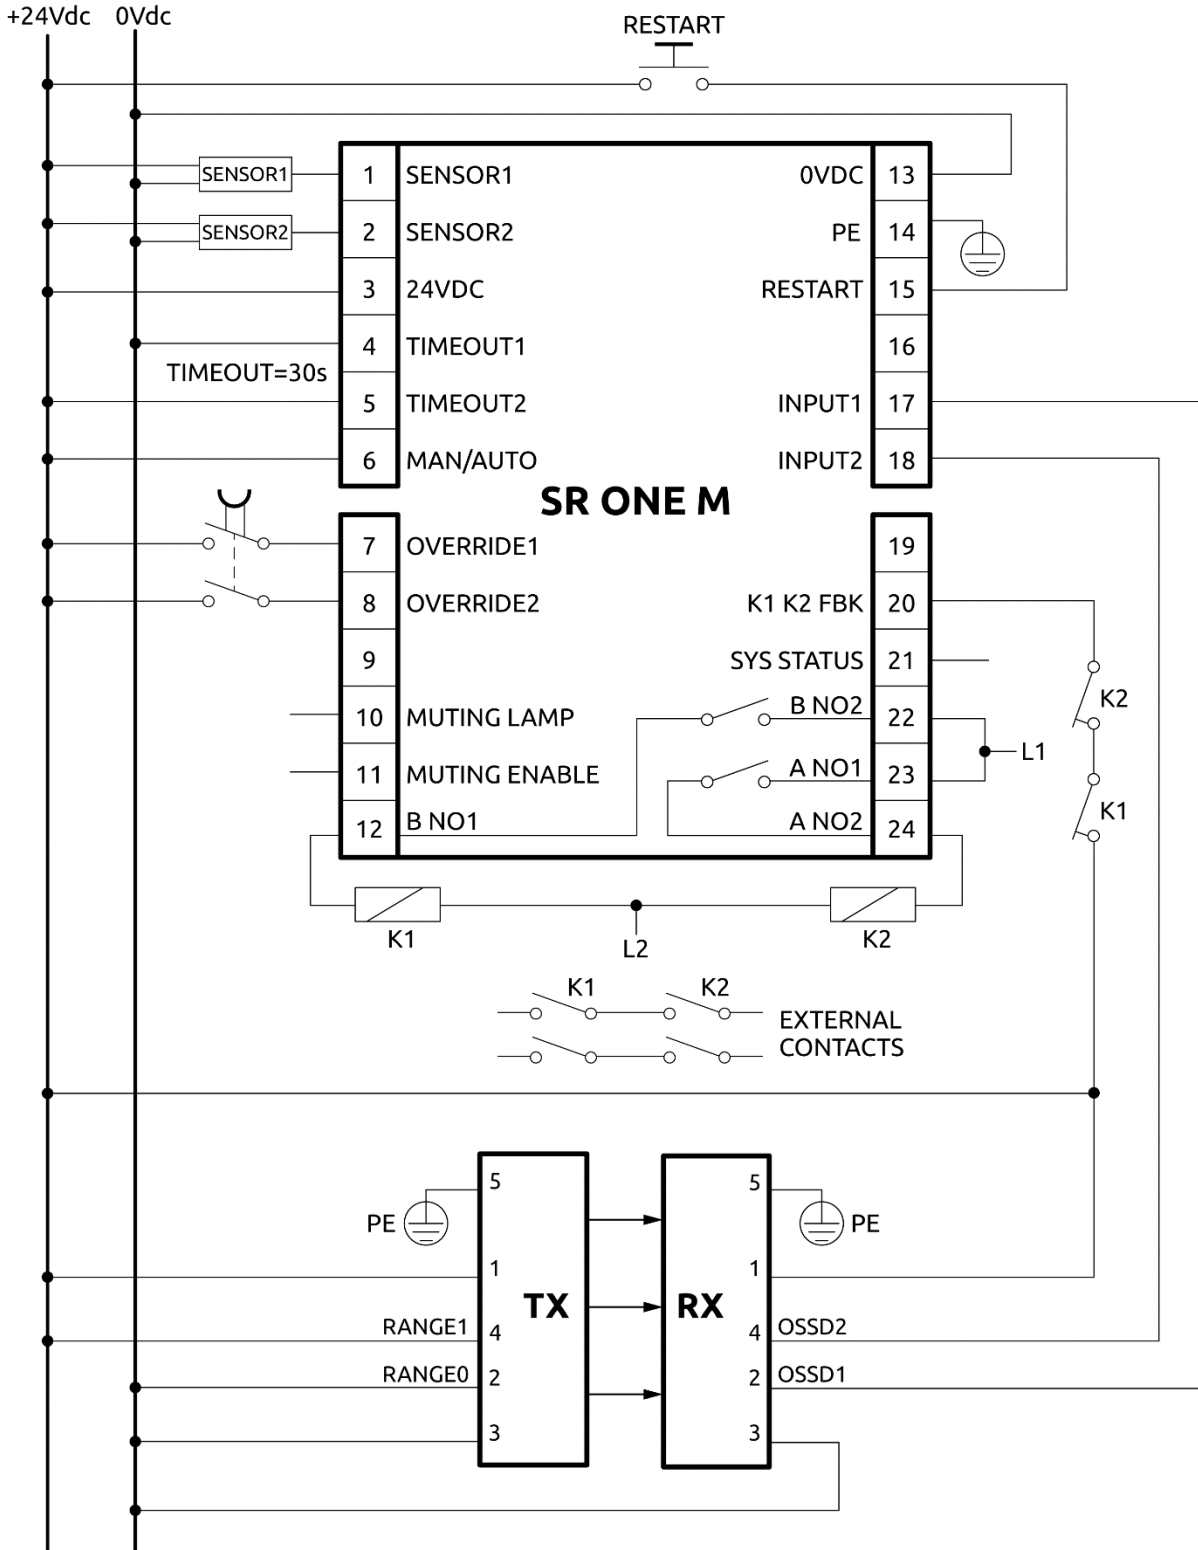 +24Vdc 0Vdc
RESTART
SENSOR1 1 SENSOR1 0VDC 13
SENSOR2 2 SENSOR2 PE 14
3 24VDC RESTART 15
4 TIMEOUT1 16
TIMEOUT=30s
5 TIMEOUT2 INPUT1 17
6 MAN/AUTO INPUT2 18
SR ONE M
7 OVERRIDE1 19
8 OVERRIDE2 K1 K2 FBK 20
9 SYS STATUS 21
K2
10 MUTING LAMP B NO2 22
L1
11 MUTING ENABLE A NO1 23
K1
12 B NO1 A NO2 24
K1 K2
L2
K1 K2
EXTERNAL
CONTACTS
5 5
PE PE
1 1
TX RX
RANGE1 4 4 OSSD2
RANGE0 2 2 OSSD1
3 3